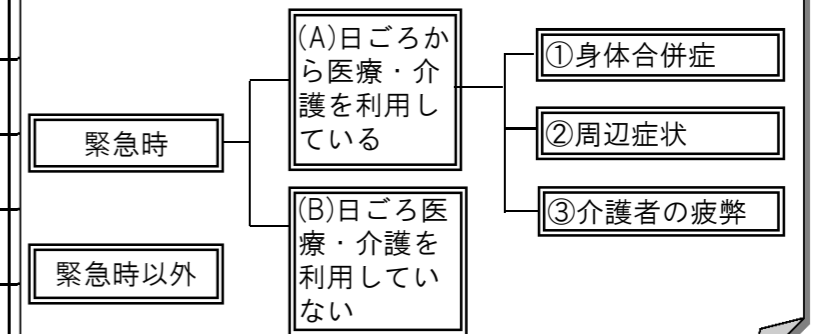 緊急時
緊急時以外
(A)日ごろか
ら医療・介
護を利用し
ている
(B)日ごろ医
療・介護を
利用してい
ない
①身体合併症
②周辺症状
③介護者の疲弊